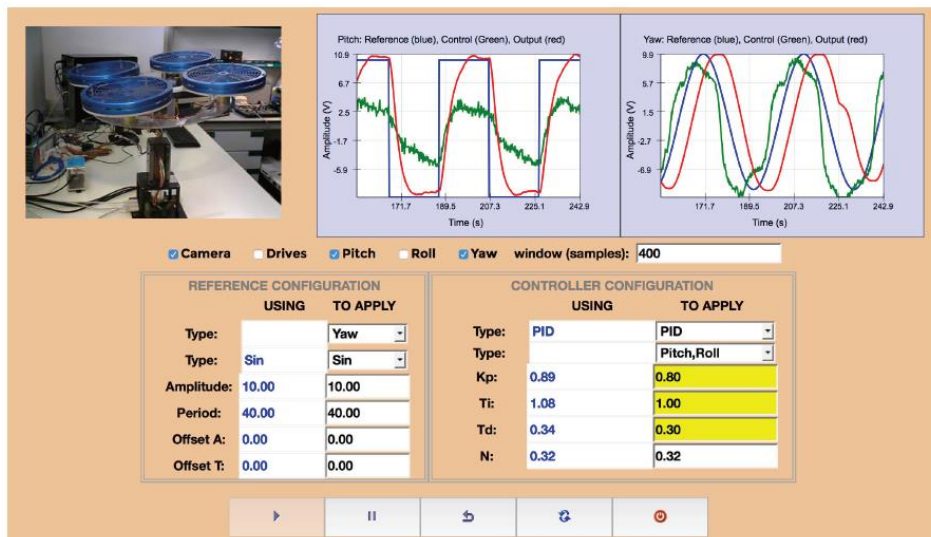 Pitch: Reference (blue), Control (Green), Output (red)
10.9
6.7
2.5
-1.7
-5.9
Amplitude (V)
171.7 189.5 207.3 225.1 242.9
Time (s)
Yaw: Reference (blue), Control (Green), Output (red)
9.9
5.7
1.5
-2.7
-6.9
Amplitude (V)
171.7 189.5 207.3 225.1 242.9
Time (s)
Camera Drives Pitch Roll Yaw window (samples): 400
REFERENCE CONFIGURATION
USING TO APPLY
Type: Yaw
Type: Sin Sin
Amplitude: 10.00 10.00
Period: 40.00 40.00
Offset A: 0.00 0.00
Offset T: 0.00 0.00
CONTROLLER CONFIGURATION
USING TO APPLY
Type: PID PID
Type: Pitch,Roll
Kp: 0.89 0.80
Ti: 1.08 1.00
Td: 0.34 0.30
N: 0.32 0.32